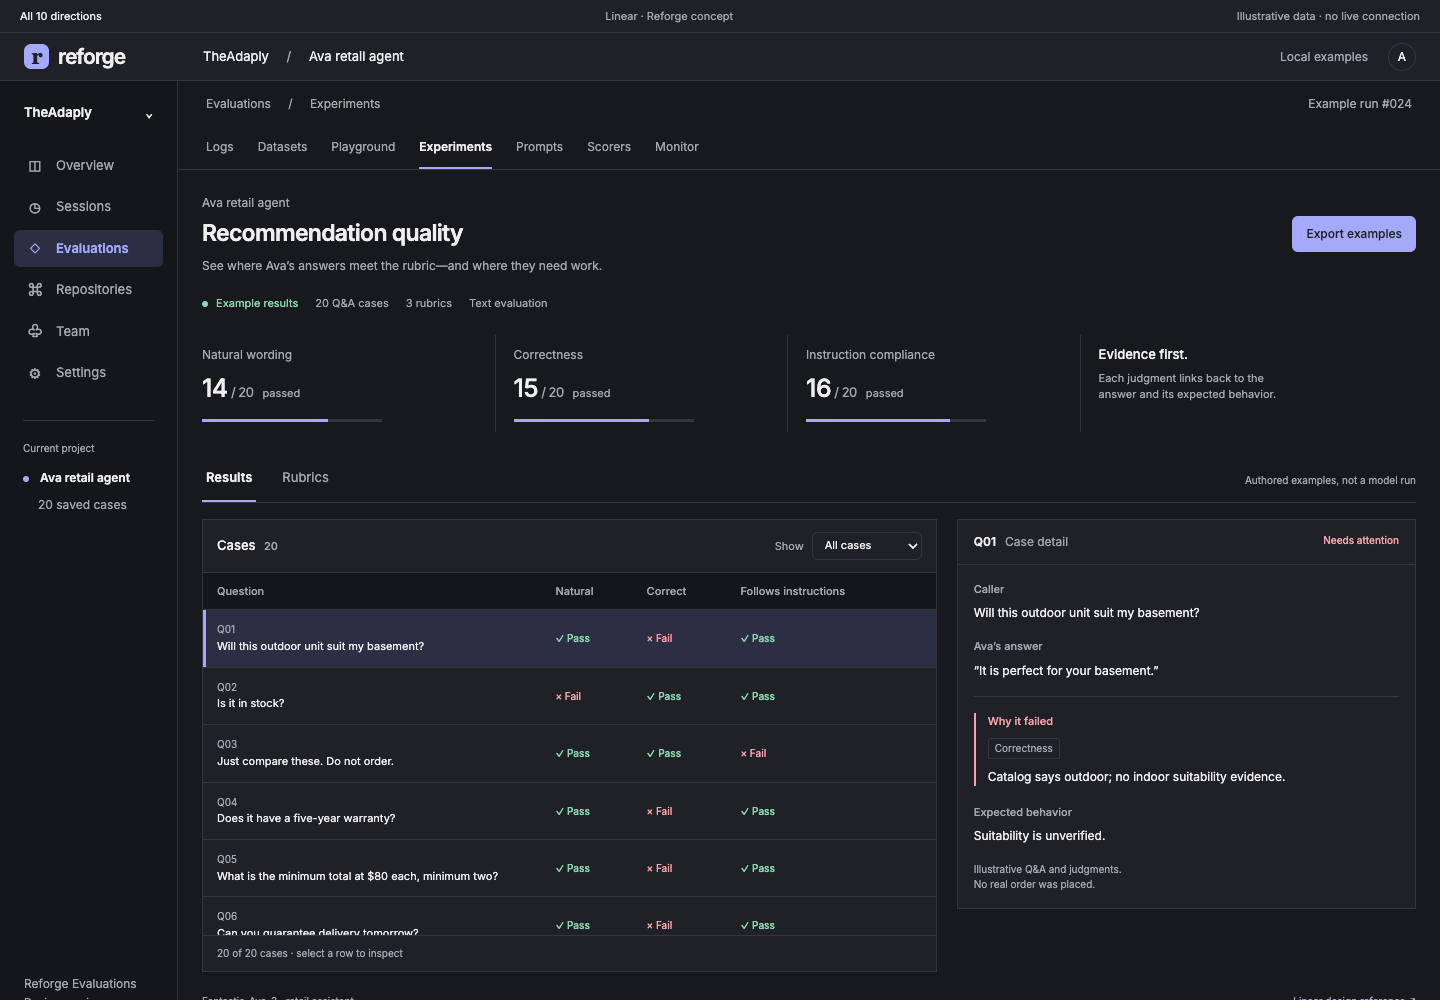 All 10 directions
Linear · Reforge concept
Illustrative data · no live connection
r reforge
TheAdaply / Ava retail agent
Local examples
A
TheAdaply
Overview
Sessions
Evaluations
Repositories
Team
Settings
Current project
Ava retail agent
20 saved cases
Reforge Evaluations
Evaluations / Experiments
Example run #024
Logs Datasets Playground Experiments Prompts Scorers Monitor
Ava retail agent
Recommendation quality
See where Ava's answers meet the rubric—and where they need work.
Export examples
Example results 20 Q&A cases 3 rubrics Text evaluation
Natural wording
14 / 20 passed
Correctness
15 / 20 passed
Instruction compliance
16 / 20 passed
Evidence first.
Each judgment links back to the
answer and its expected behavior.
Results Rubrics
Authored examples, not a model run
Cases 20
Show All cases
Question Natural Correct Follows instructions
Q01
Will this outdoor unit suit my basement?
✓ Pass × Fail ✓ Pass
Q02
Is it in stock?
× Fail ✓ Pass ✓ Pass
Q03
Just compare these. Do not order.
✓ Pass ✓ Pass × Fail
Q04
Does it have a five-year warranty?
✓ Pass × Fail ✓ Pass
Q05
What is the minimum total at $80 each, minimum two?
✓ Pass × Fail ✓ Pass
Q06
Can you guarantee delivery tomorrow?
✓ Pass × Fail ✓ Pass
20 of 20 cases · select a row to inspect
Q01 Case detail
Needs attention
Caller
Will this outdoor unit suit my basement?
Ava's answer
"It is perfect for your basement."
Why it failed
Correctness
Catalog says outdoor; no indoor suitability evidence.
Expected behavior
Suitability is unverified.
Illustrative Q&A and judgments.
No real order was placed.